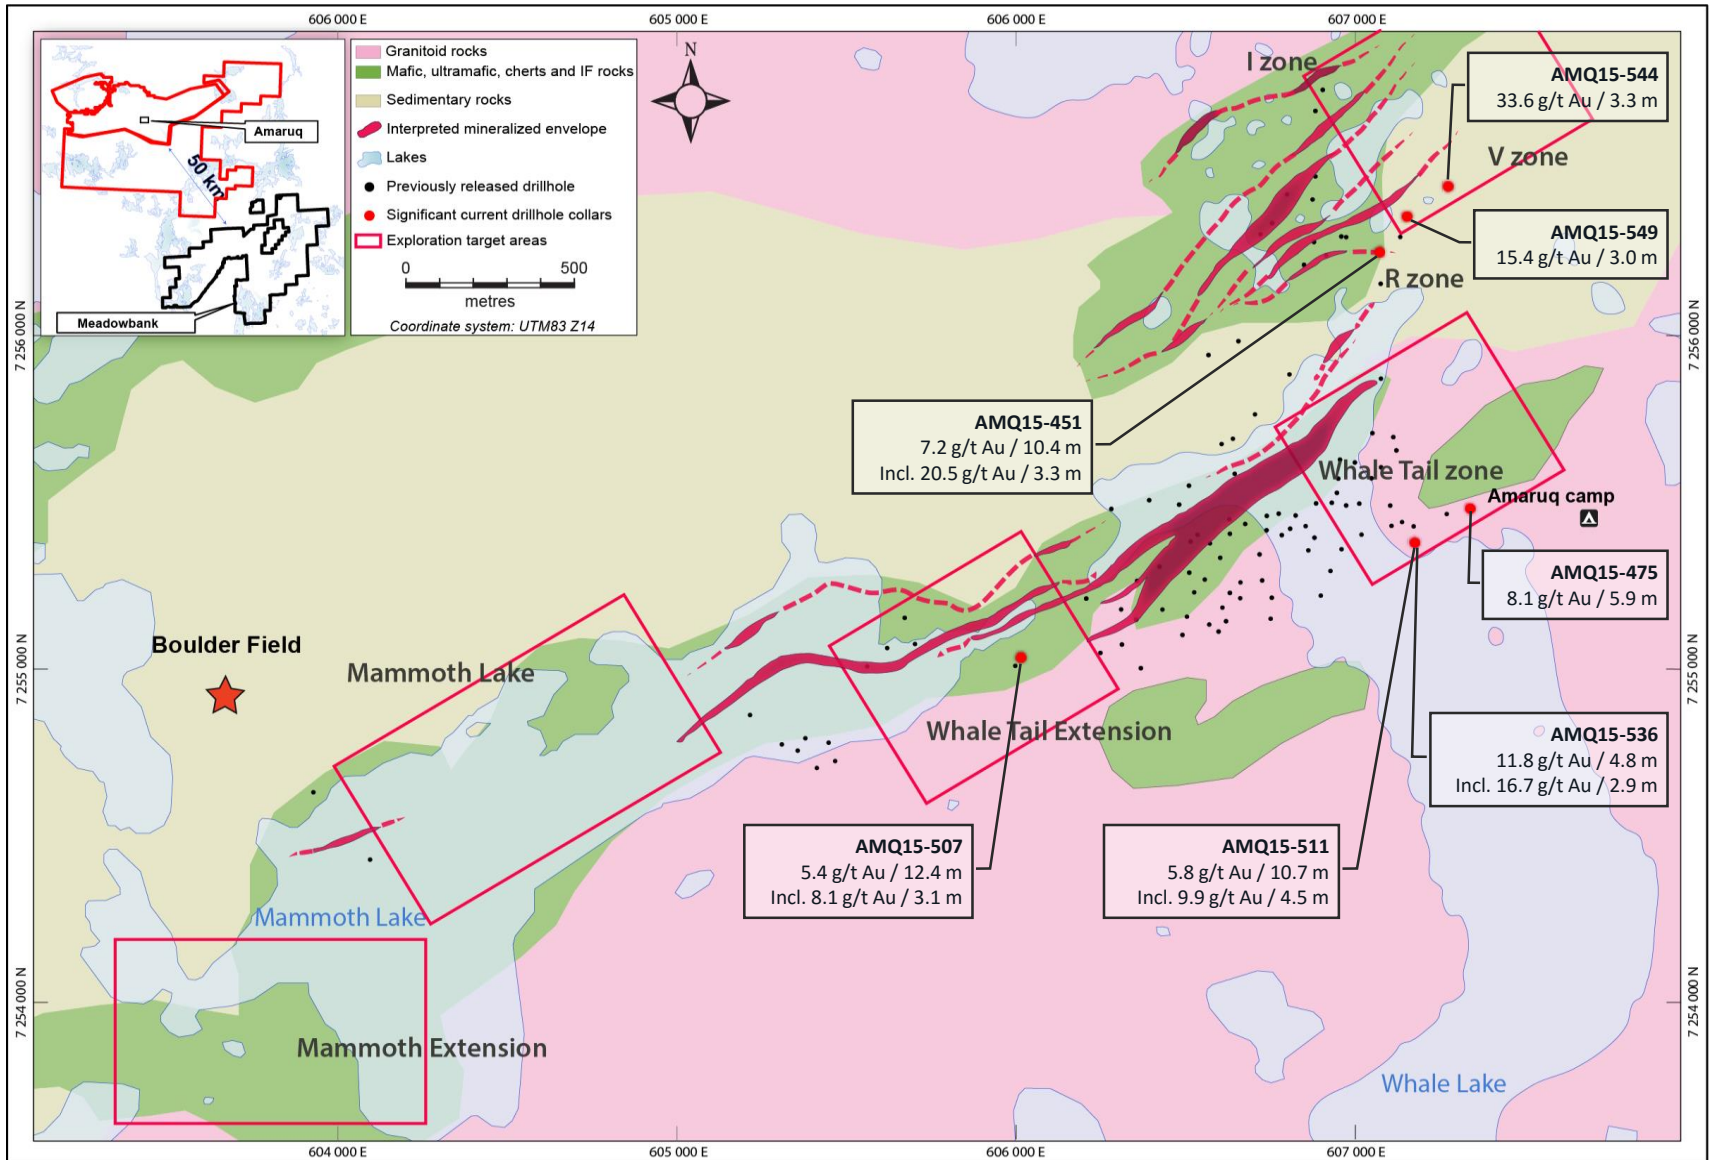 606 000 E
605 000 E
606 000 E
607 000 E
Granitoid rocks
Mafic, ultramafic, cherts and IF rocks
Sedimentary rocks
Interpreted mineralized envelope
Lakes
Previously released drillhole
Significant current drillhole collars
Exploration target areas
0
500
metres
Coordinate system: UTM83 Z14
Amaruq
50 km
Meadowbank
N
I zone
AMQ15-544
33.6 g/t Au / 3.3 m
V zone
AMQ15-549
15.4 g/t Au / 3.0 m
R zone
7 256 000 N
7 256 000 N
AMQ15-451
7.2 g/t Au / 10.4 m
Incl. 20.5 g/t Au / 3.3 m
Whale Tail zone
Amaruq camp
AMQ15-475
8.1 g/t Au / 5.9 m
Boulder Field
Mammoth Lake
7 255 000 N
7 255 000 N
Whale Tail Extension
AMQ15-536
11.8 g/t Au / 4.8 m
Incl. 16.7 g/t Au / 2.9 m
AMQ15-507
5.4 g/t Au / 12.4 m
Incl. 8.1 g/t Au / 3.1 m
AMQ15-511
5.8 g/t Au / 10.7 m
Incl. 9.9 g/t Au / 4.5 m
Mammoth Lake
7 254 000 N
7 254 000 N
Mammoth Extension
Whale Lake
604 000 E
605 000 E
606 000 E
607 000 E